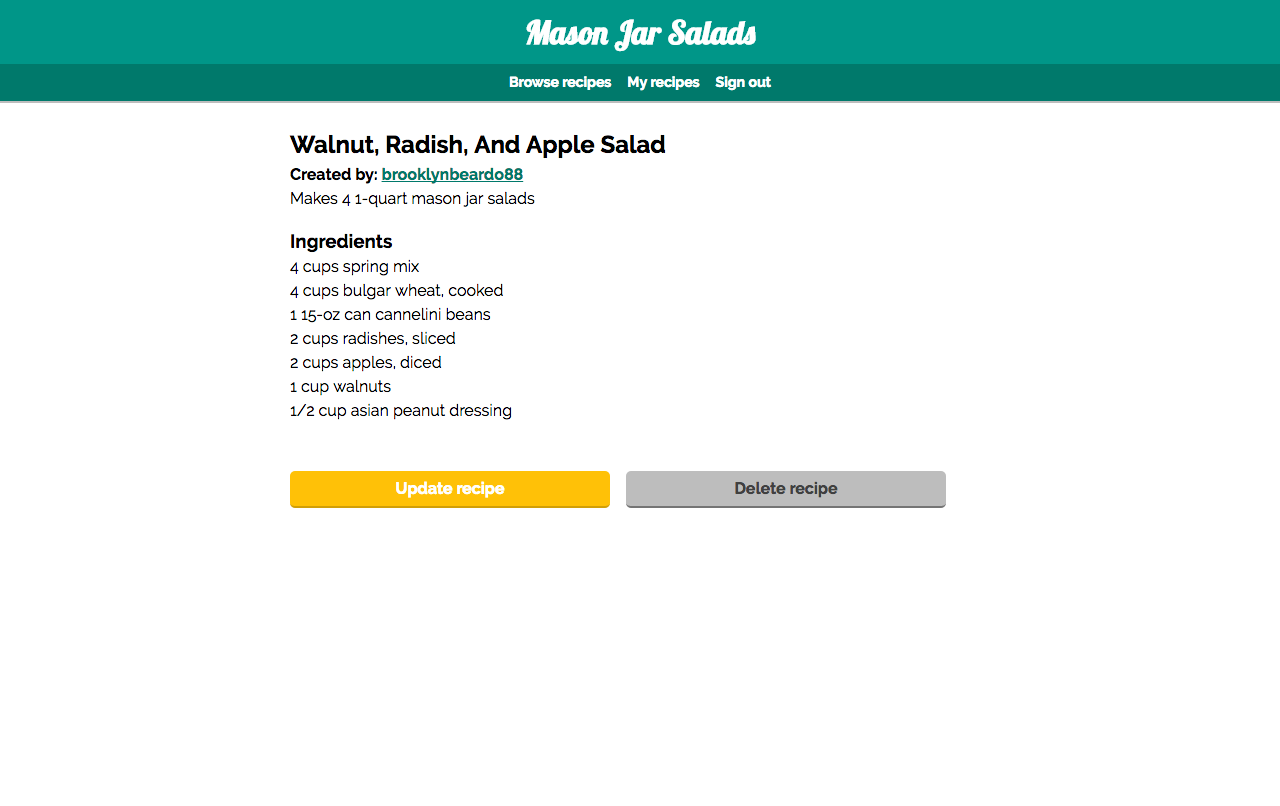 Mason Jar Salads
Browse recipes My recipes Sign out
Walnut, Radish, And Apple Salad
Created by: brooklynbeardo88
Makes 4 1-quart mason jar salads
Ingredients
4 cups spring mix
4 cups bulgar wheat, cooked
1 15-oz can cannelini beans
2 cups radishes, sliced
2 cups apples, diced
1 cup walnuts
1/2 cup asian peanut dressing
Update recipe Delete recipe